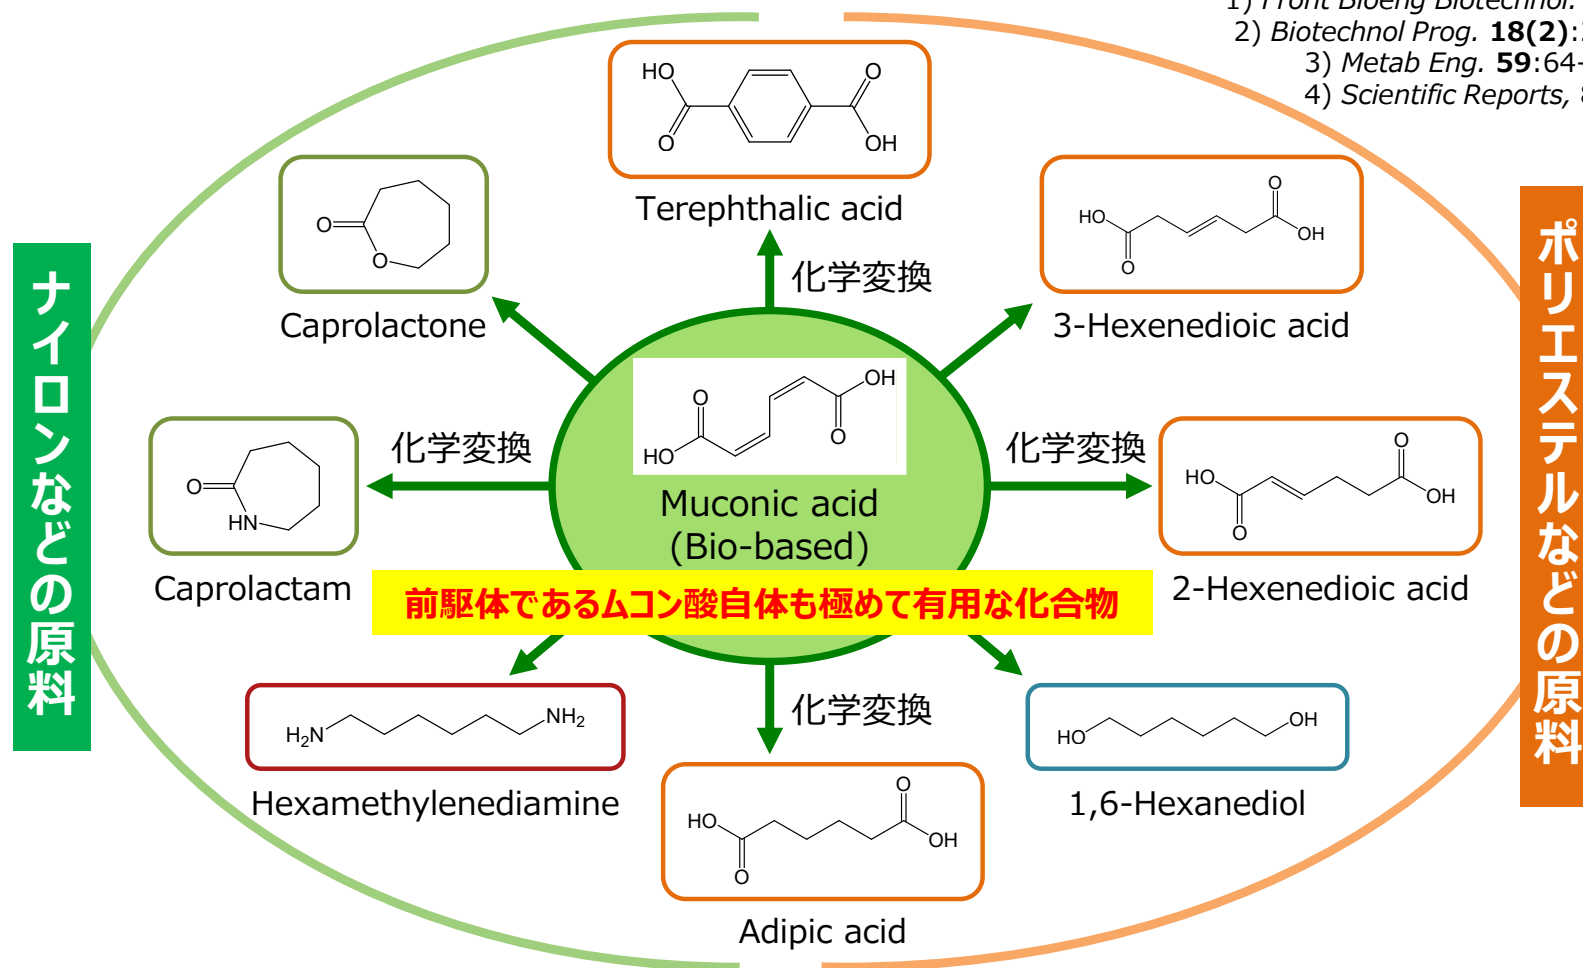 1) Front Bioeng Biotechnol.
2) Biotechnol Prog. 18(2):
3) Metab Eng. 59:64-
4) Scientific Reports, 8
HO
O
O
OH
Terephthalic acid
O
O
Caprolactone
化学変換
HO
O
O
OH
3-Hexenedioic acid
ナイロンなどの原料
ポリエステルなどの原料
O
HO
OH
O
Muconic acid
(Bio-based)
化学変換
O
HN
Caprolactam
化学変換
HO
O
O
OH
2-Hexenedioic acid
前駆体であるムコン酸自体も極めて有用な化合物
H2N
NH2
Hexamethylenediamine
化学変換
HO
OH
1,6-Hexanediol
HO
O
O
OH
Adipic acid